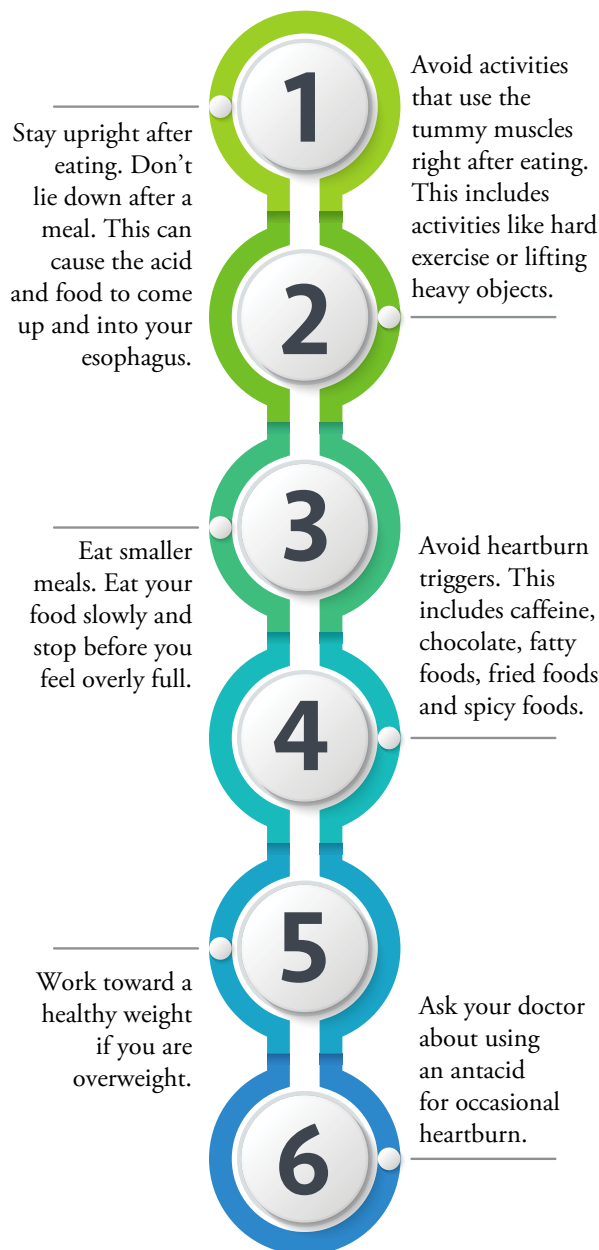 1
Stay upright after
eating. Don’t
lie down after a
meal. This can
cause the acid
and food to come
up and into your
esophagus.
2
Avoid activities
that use the
tummy muscles
right after eating.
This includes
activities like hard
exercise or lifting
heavy objects.
3
Eat smaller
meals. Eat your
food slowly and
stop before you
feel overly full.
4
Avoid heartburn
triggers. This
includes caffeine,
chocolate, fatty
foods, fried foods
and spicy foods.
5
Work toward a
healthy weight
if you are
overweight.
6
Ask your doctor
about using
an antacid
for occasional
heartburn.